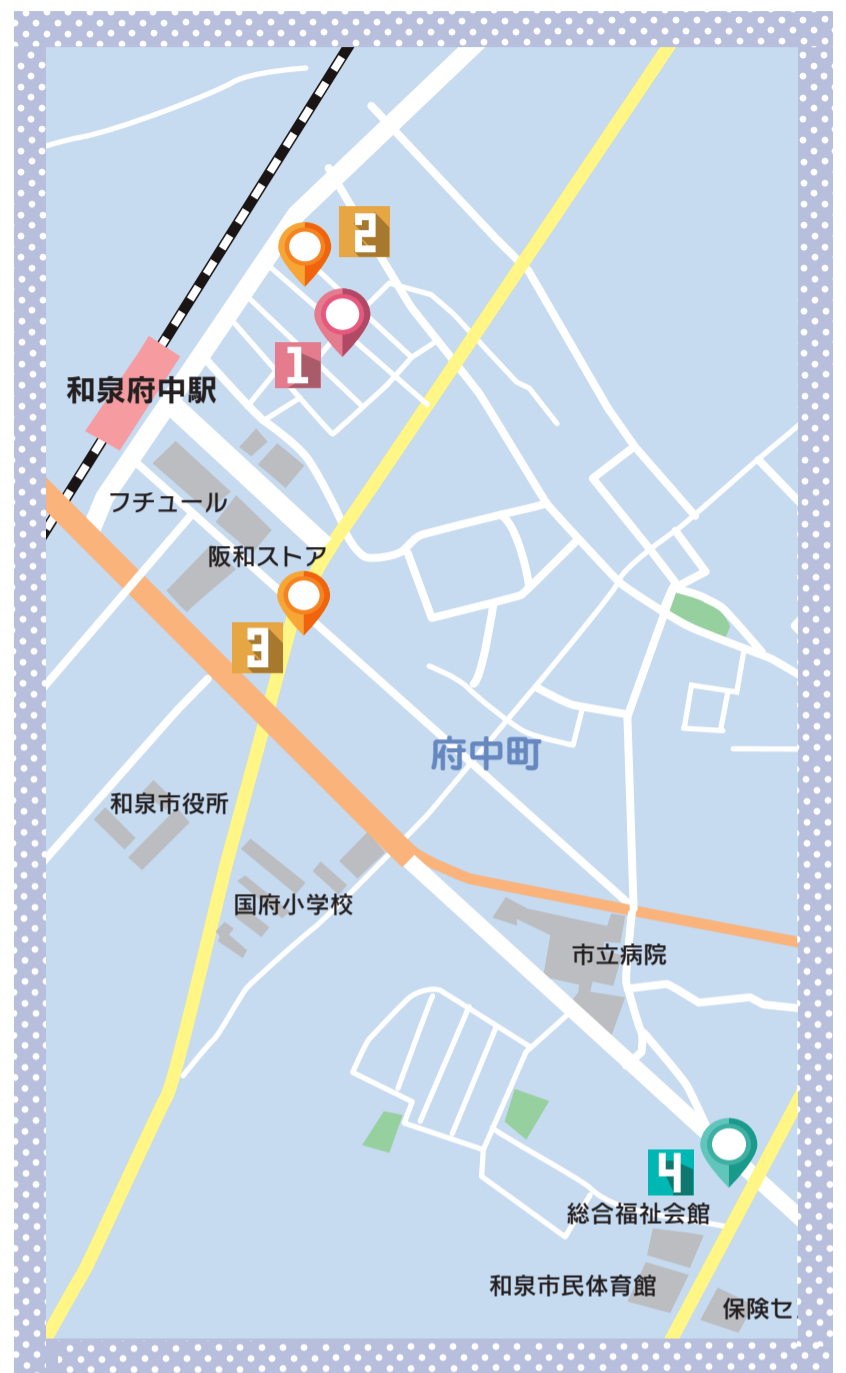 2
1
和泉府中駅
フチュール
阪和ストア
3
府中町
和泉市役所
国府小学校
市立病院
4
総合福祉会館
和泉市民体育館
保険セ